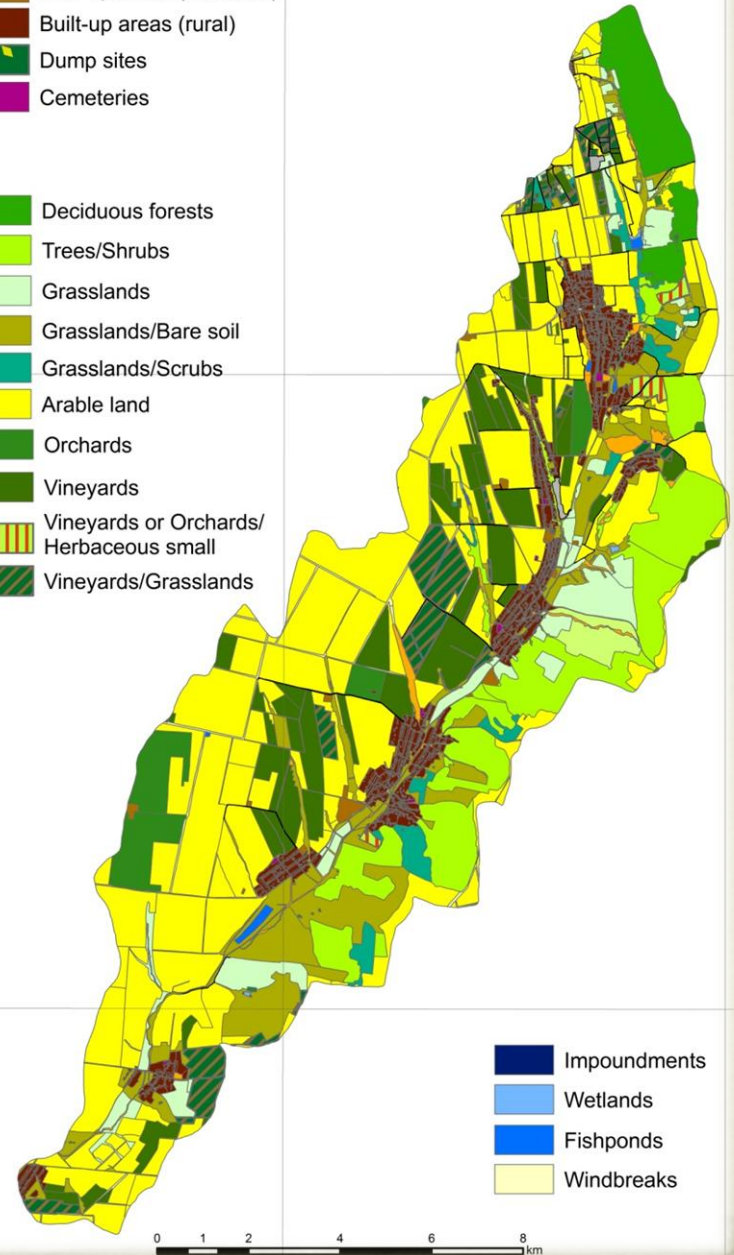 Built-up areas (rural)
Dump sites
Cemeteries
Deciduous forests
Trees/Shrubs
Grasslands
Grasslands/Bare soil
Grasslands/Scrubs
Arable land
Orchards
Vineyards
Vineyards or Orchards/
Herbaceous small
Vineyards/Grasslands
Impoundments
Wetlands
Fishponds
Windbreaks
0 1 2 4 6 8
km